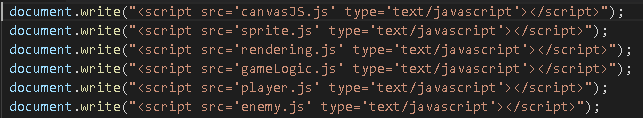 document.write("<script src='canvasJS.js' type='text/javascript'></script>");
document.write("<script src='sprite.js' type='text/javascript'></script>");
document.write("<script src='rendering.js' type='text/javascript'></script>");
document.write("<script src='gameLogic.js' type='text/javascript'></script>");
document.write("<script src='player.js' type='text/javascript'></script>");
document.write("<script src='enemy.js' type='text/javascript'></script>");